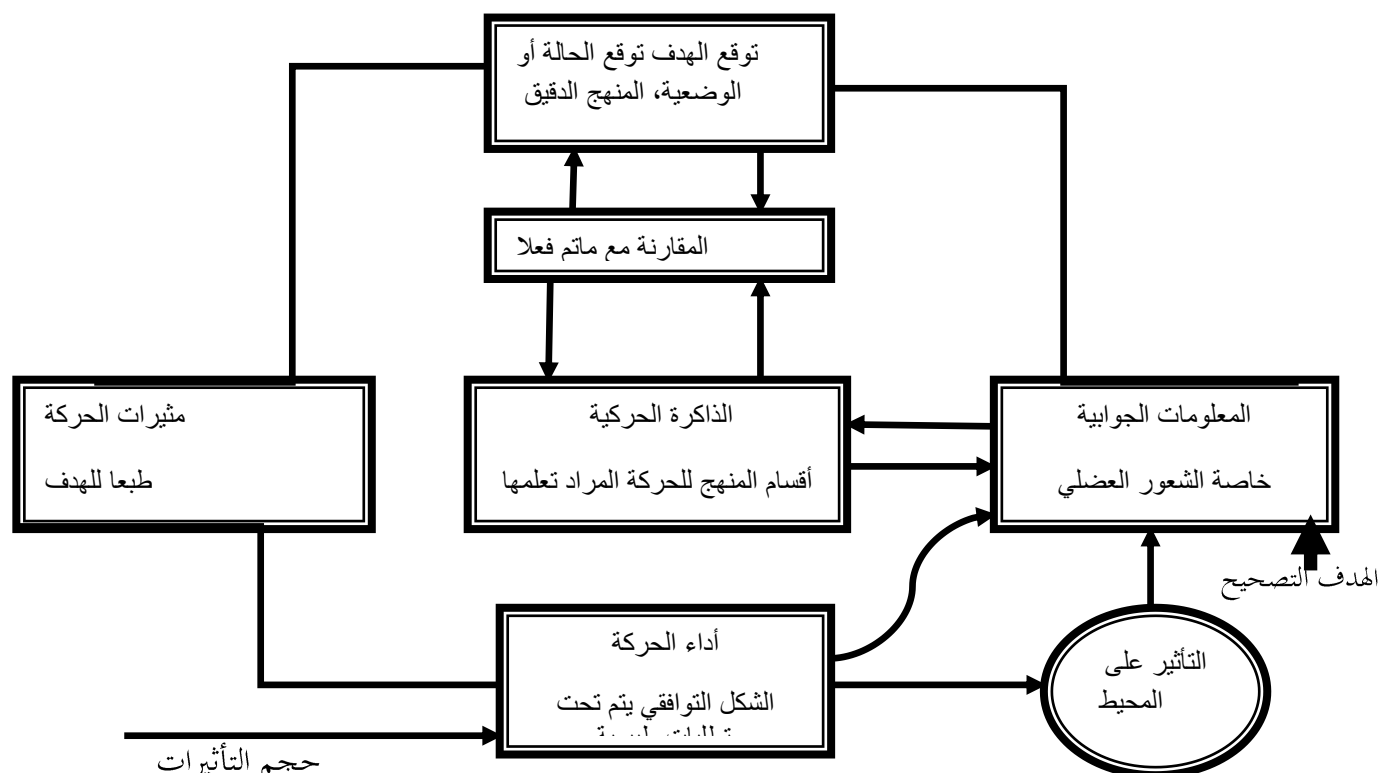 توقع الهدف توقع الحالة أو
الوضعية، المنهج الدقيق
المقارنة مع ماتم فعلا
مثيرات الحركة
طبعا للهدف
الذاكرة الحركية
أقسام المنهج للحركة المراد تعلمها
المعلومات الجوابية
خاصة الشعور العضلي
الهدف التصحيح
أداء الحركة
الشكل التوافقي يتم تحت
التأثير على
المحيط
حجم التأثيرات